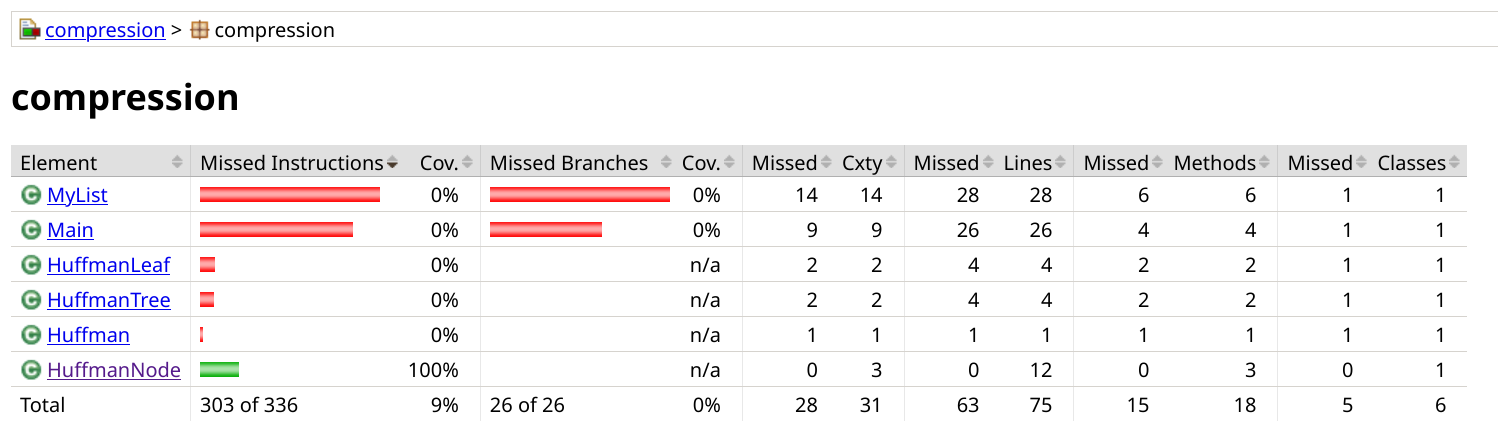 compression > compression
compression
Element Missed Instructions Cov. Missed Branches Cov. Missed Cxty Missed Lines Missed Methods Missed Classes
MyList 0% 0% 14 14 28 28 6 6 1 1
Main 0% 0% 9 9 26 26 4 4 1 1
HuffmanLeaf 0% n/a 2 2 4 4 2 2 1 1
HuffmanTree 0% n/a 2 2 4 4 2 2 1 1
Huffman 0% n/a 1 1 1 1 1 1 1 1
HuffmanNode 100% n/a 0 3 0 12 0 3 0 1
Total 303 of 336 9% 26 of 26 0% 28 31 63 75 15 18 5 6